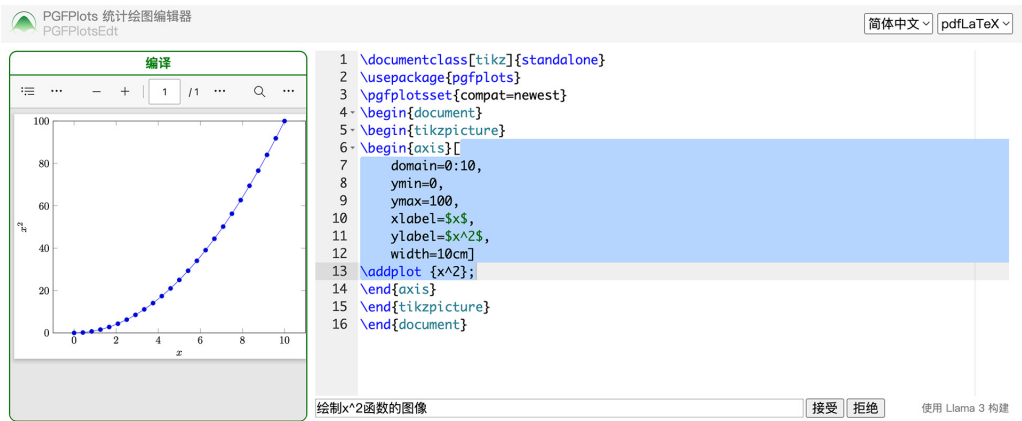 PGFPlots 统计绘图编辑器
PGFPlotsEdt
简体中文
pdfLaTeX
编译
1 /1
100
80
60
40
20
0
x^2
0 2 4 6 8 10
x
1 \documentclass[tikz]{standalone}
2 \usepackage{pgfplots}
3 \pgfplotsset{compat=newest}
4 \begin{document}
5 \begin{tikzpicture}
6 \begin{axis}[
7     domain=0:10,
8     ymin=0,
9     ymax=100,
10     xlabel=$x$,
11     ylabel=$x^2$,
12     width=10cm]
13 \addplot {x^2};
14 \end{axis}
15 \end{tikzpicture}
16 \end{document}
绘制x^2函数的图像
接受
拒绝
使用 Llama 3 构建